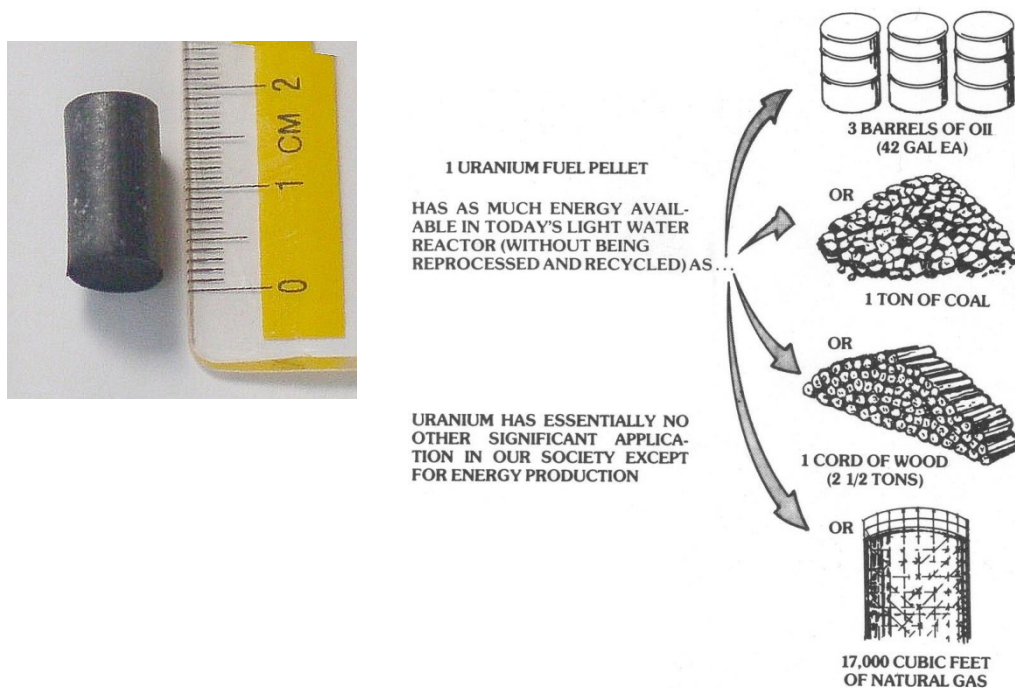 2
CM
1
0
1 URANIUM FUEL PELLET
HAS AS MUCH ENERGY AVAIL-
ABLE IN TODAY'S LIGHT WATER
REACTOR (WITHOUT BEING
REPROCESSED AND RECYCLED) AS ...
URANIUM HAS ESSENTIALLY NO
OTHER SIGNIFICANT APPLICA-
TION IN OUR SOCIETY EXCEPT
FOR ENERGY PRODUCTION
3 BARRELS OF OIL
(42 GAL EA)
OR
1 TON OF COAL
OR
1 CORD OF WOOD
(2 1/2 TONS)
OR
17,000 CUBIC FEET
OF NATURAL GAS